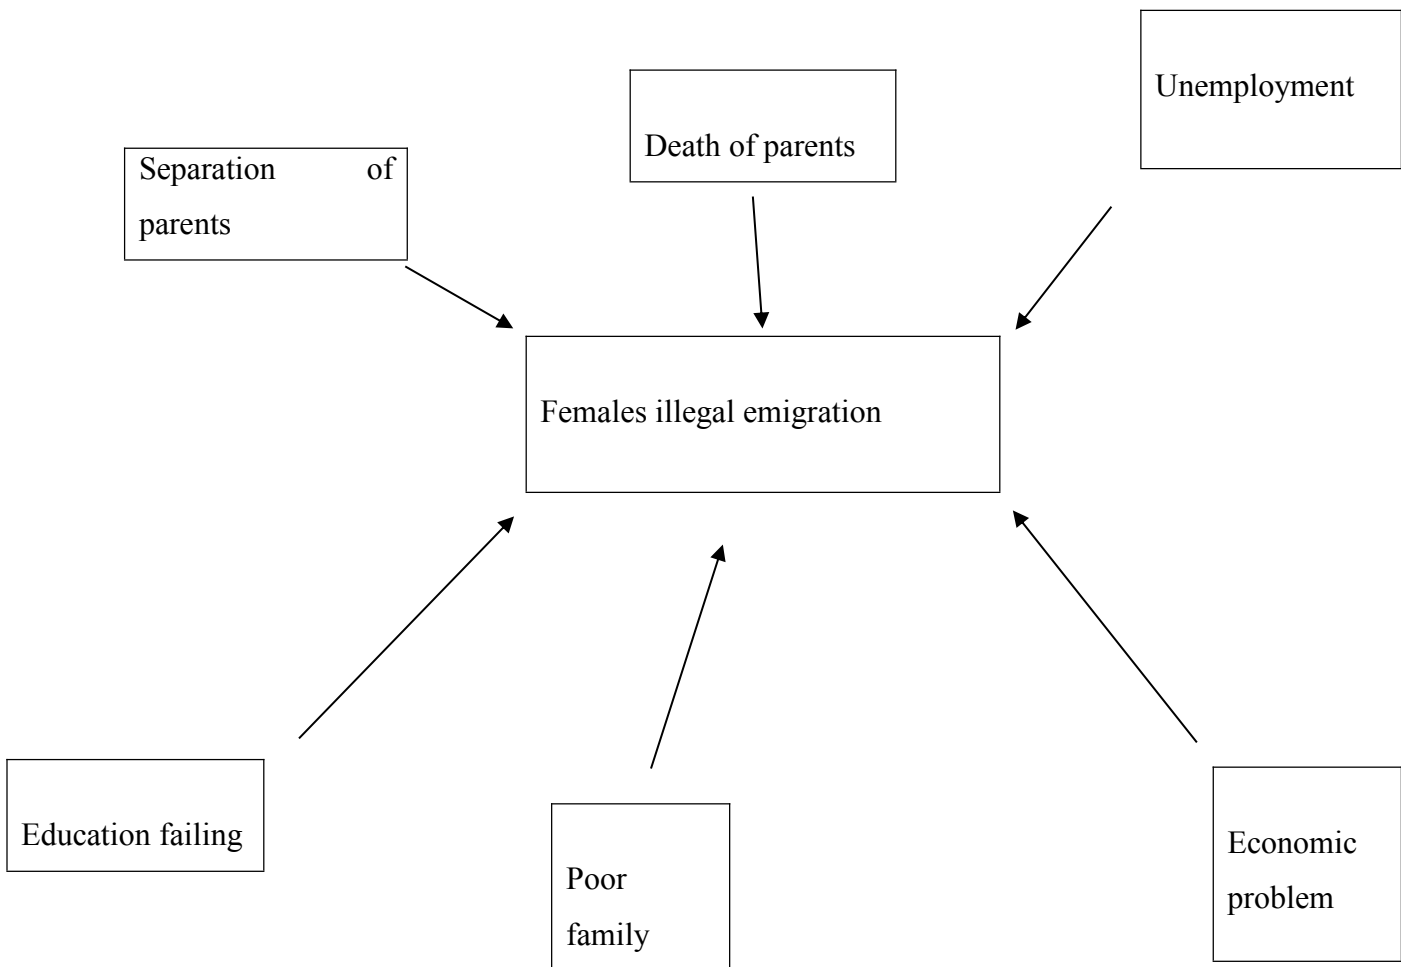 Unemployment
Death of parents
Separation of
parents
Females illegal emigration
Education failing
Poor
family
Economic
problem